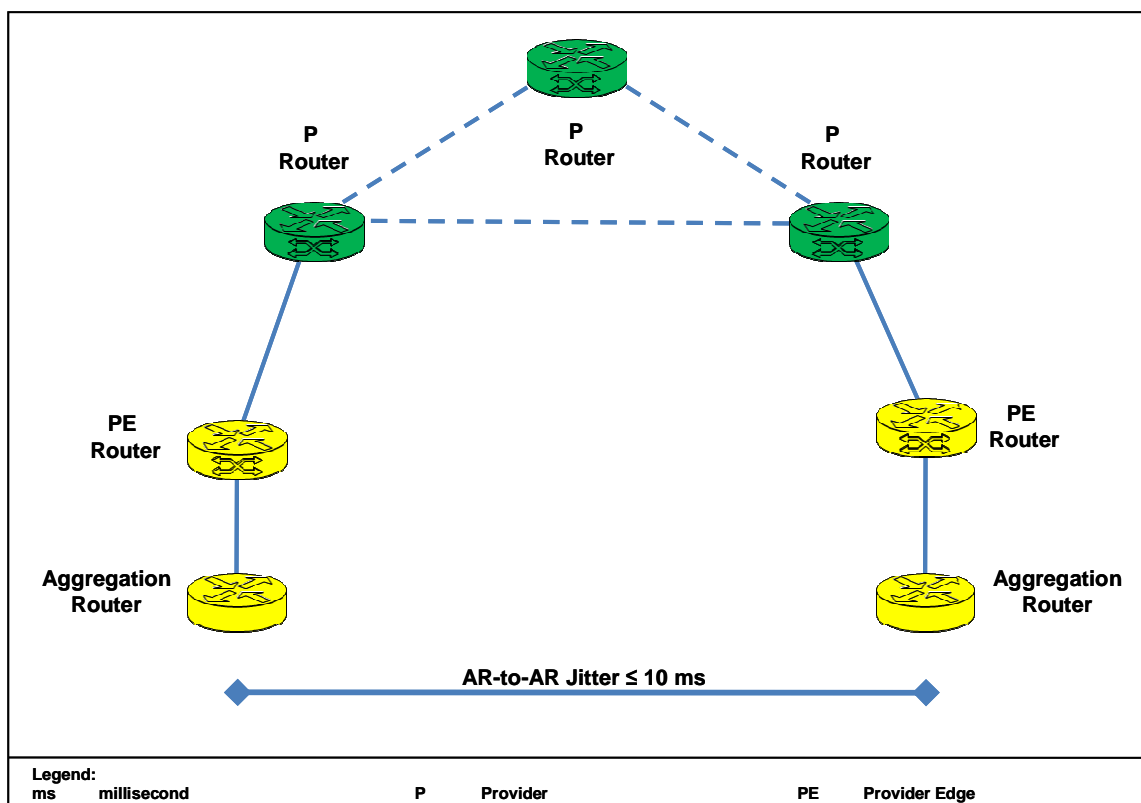 P
Router
P
Router
P
Router
PE
Router
PE
Router
Aggregation
Router
Aggregation
Router
AR-to-AR Jitter ≤ 10 ms
Legend:
ms millisecond P Provider PE Provider Edge